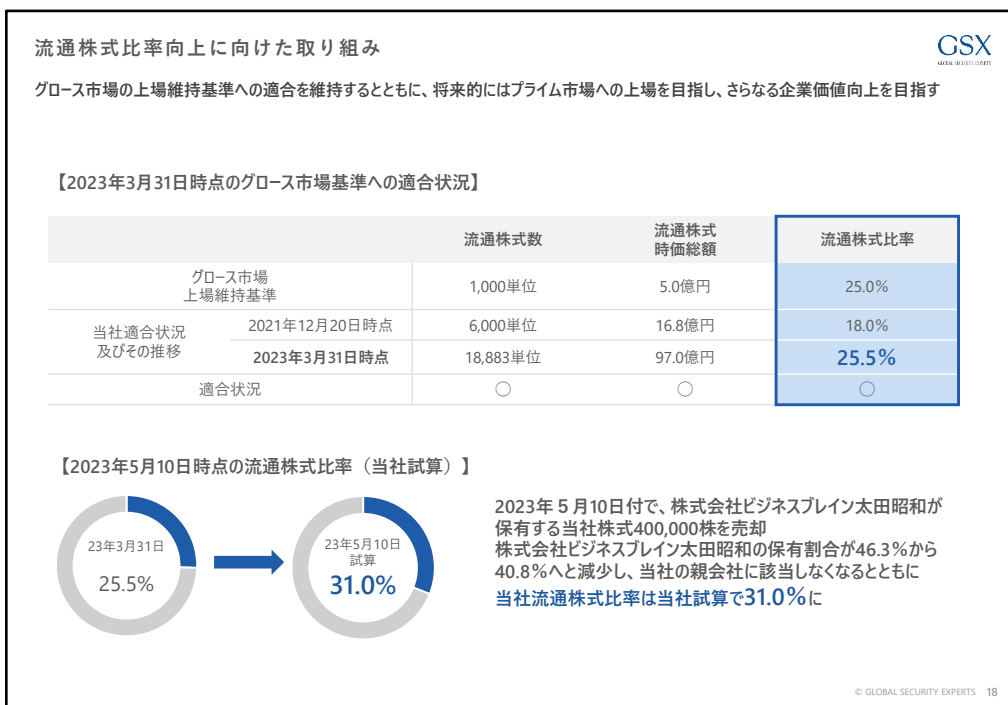 流通株式比率向上に向けた取り組み
GSX
GLOBAL SECURITY EXPERTS
グロース市場の上場維持基準への適合を維持するとともに、将来的にはプライム市場への上場を目指し、さらなる企業価値向上を目指す
【2023年3月31日時点のグロース市場基準への適合状況】
流通株式数
流通株式
時価総額
流通株式比率
グロース市場
上場維持基準
1,000単位
5.0億円
25.0%
当社適合状況
及びその推移
2021年12月20日時点
6,000単位
16.8億円
18.0%
2023年3月31日時点
18,883単位
97.0億円
25.5%
適合状況
○
○
○
【2023年5月10日時点の流通株式比率（当社試算）】
23年3月31日
25.5%
23年5月10日
試算
31.0%
2023年５月10日付で、株式会社ビジネスブレイン太田昭和が
保有する当社株式400,000株を売却
株式会社ビジネスブレイン太田昭和の保有割合が46.3%から
40.8%へと減少し、当社の親会社に該当しなくなるとともに
当社流通株式比率は当社試算で31.0%に
© GLOBAL SECURITY EXPERTS 18